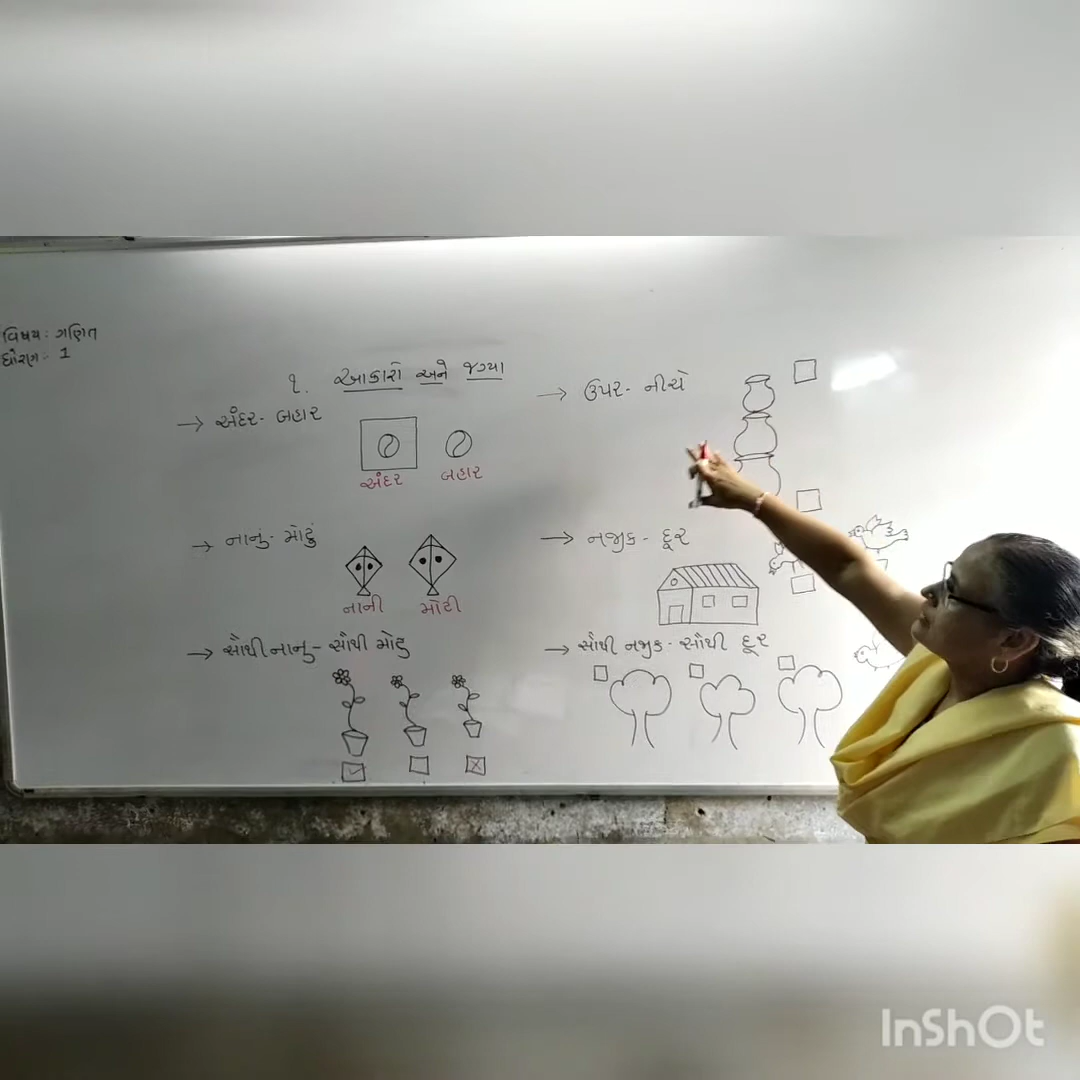 વિષય: ગણિત
ધોરણ: 1
૧. આકારો અને જગ્યા
→ અંદર - બહાર
અંદર બહાર
→ નાનું - મોટું
નાની મોટી
→ સૌથી નાનુ - સૌથી મોટુ
→ ઉપર - નીચે
→ નજીક - દૂર
→ સૌથી નજીક - સૌથી દૂર
InShOt